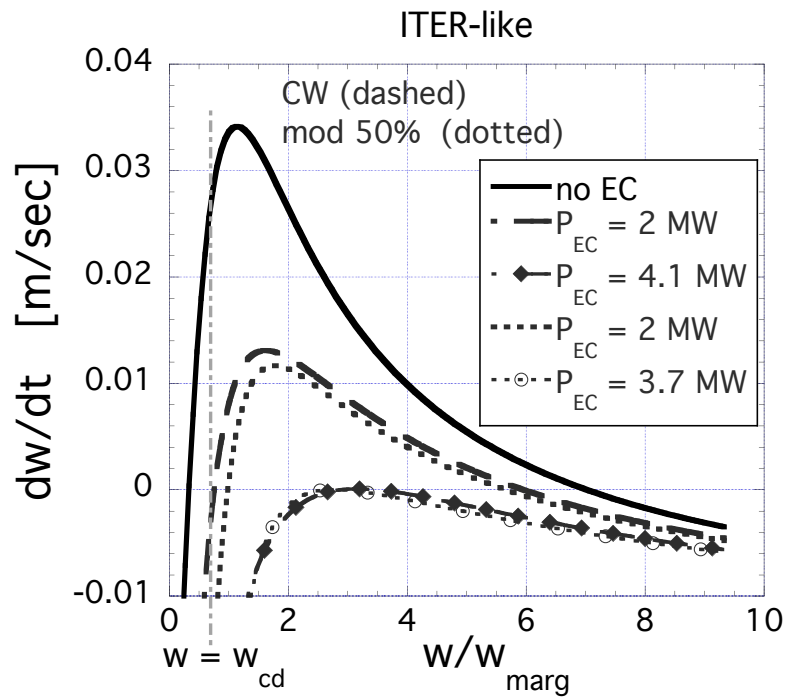 ITER-like
0.04
0.03
0.02
0.01
0
-0.01
dw/dt [m/sec]
CW (dashed)
mod 50% (dotted)
no EC
P_EC = 2 MW
P_EC = 4.1 MW
P_EC = 2 MW
P_EC = 3.7 MW
0 2 4 6 8 10
w = w_cd
w/w_marg